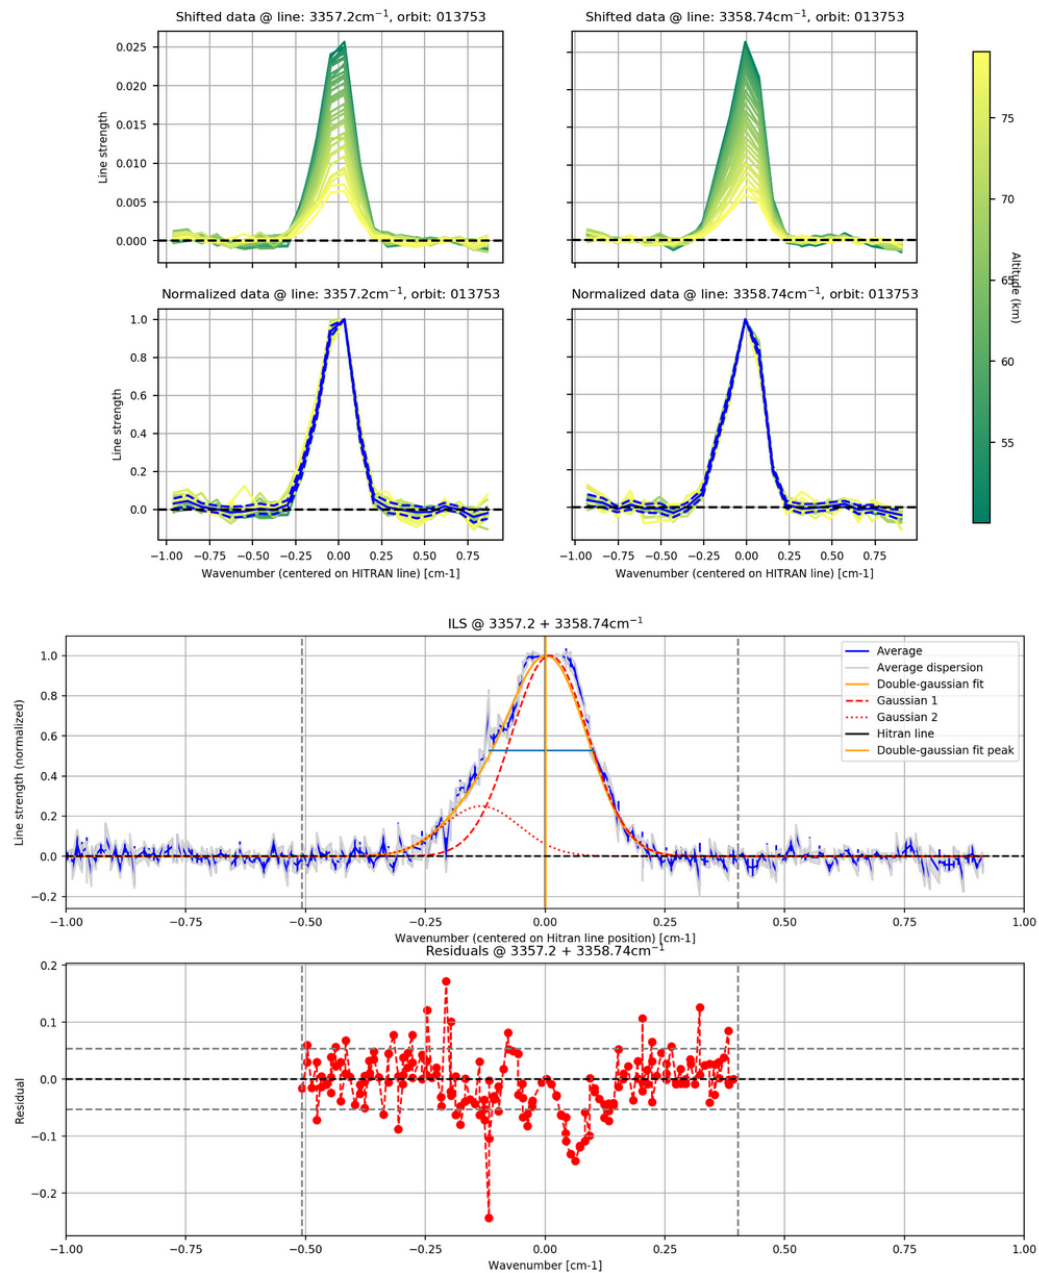 Shifted data @ line: 3357.2cm⁻¹, orbit: 013753
Shifted data @ line: 3358.74cm⁻¹, orbit: 013753
0.025
0.020
0.015
0.010
0.005
0.000
Line strength
75
70
65
60
55
Altitude (km)
Normalized data @ line: 3357.2cm⁻¹, orbit: 013753
Normalized data @ line: 3358.74cm⁻¹, orbit: 013753
1.0
0.8
0.6
0.4
0.2
0.0
Line strength
−1.00 −0.75 −0.50 −0.25 0.00 0.25 0.50 0.75
Wavenumber (centered on HITRAN line) [cm-1]
−1.00 −0.75 −0.50 −0.25 0.00 0.25 0.50 0.75
Wavenumber (centered on HITRAN line) [cm-1]
ILS @ 3357.2 + 3358.74cm⁻¹
1.0
0.8
0.6
0.4
0.2
0.0
−0.2
Line strength (normalized)
Average
Average dispersion
Double-gaussian fit
Gaussian 1
Gaussian 2
Hitran line
Double-gaussian fit peak
−1.00 −0.75 −0.50 −0.25 0.00 0.25 0.50 0.75 1.00
Wavenumber (centered on Hitran line position) [cm-1]
Residuals @ 3357.2 + 3358.74cm⁻¹
0.2
0.1
0.0
−0.1
−0.2
Residual
−1.00 −0.75 −0.50 −0.25 0.00 0.25 0.50 0.75 1.00
Wavenumber [cm-1]